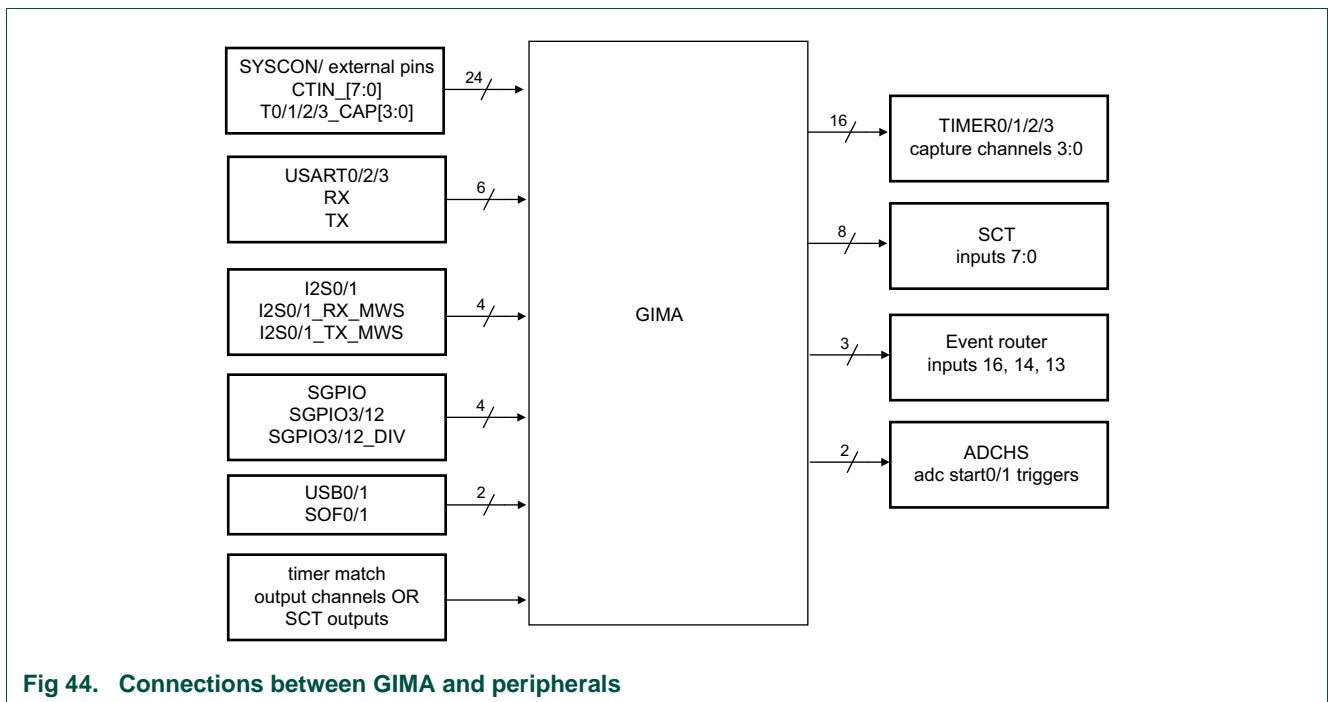 SYSCON/ external pins
CTIN_[7:0]
T0/1/2/3_CAP[3:0]
24
USART0/2/3
RX
TX
6
I2S0/1
I2S0/1_RX_MWS
I2S0/1_TX_MWS
4
SGPIO
SGPIO3/12
SGPIO3/12_DIV
4
USB0/1
SOF0/1
2
timer match
output channels OR
SCT outputs
GIMA
16
TIMER0/1/2/3
capture channels 3:0
8
SCT
inputs 7:0
3
Event router
inputs 16, 14, 13
2
ADCHS
adc start0/1 triggers
Fig 44. Connections between GIMA and peripherals